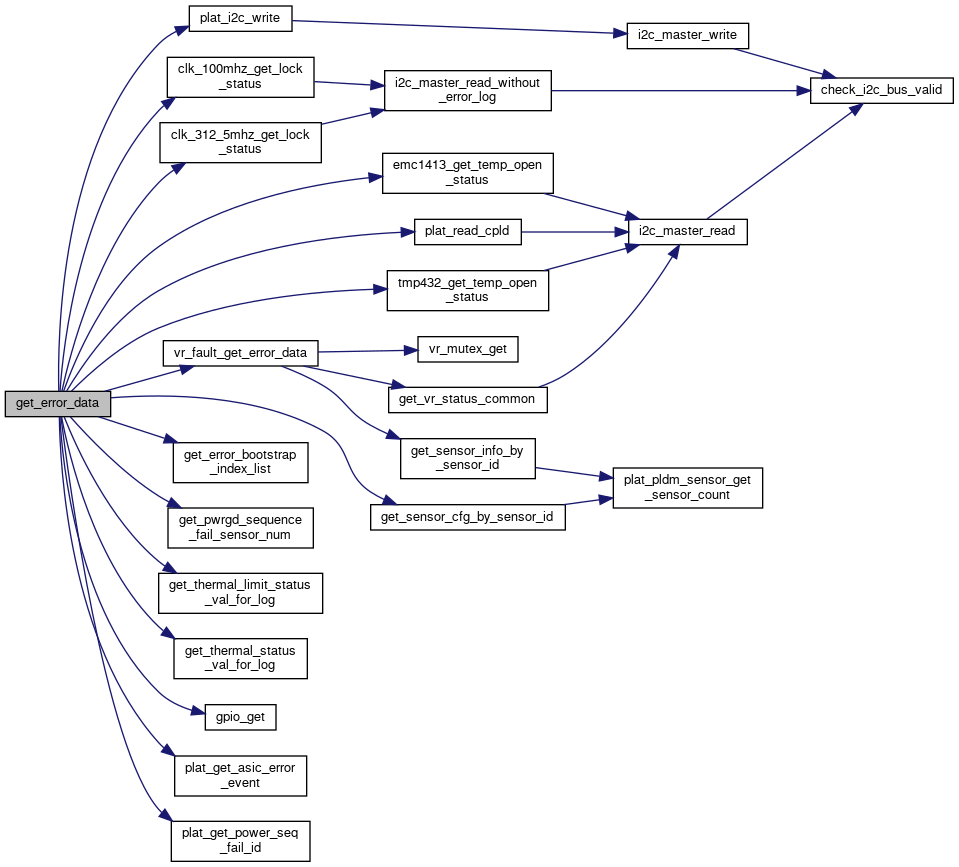 plat_i2c_write
i2c_master_write
clk_100mhz_get_lock
_status
i2c_master_read_without
_error_log
check_i2c_bus_valid
clk_312_5mhz_get_lock
_status
emc1413_get_temp_open
_status
plat_read_cpld
i2c_master_read
tmp432_get_temp_open
_status
vr_fault_get_error_data
vr_mutex_get
get_error_data
get_vr_status_common
get_error_bootstrap
_index_list
get_sensor_info_by
_sensor_id
plat_pldm_sensor_get
_sensor_count
get_pwrgd_sequence
_fail_sensor_num
get_sensor_cfg_by_sensor_id
get_thermal_limit_status
_val_for_log
get_thermal_status
_val_for_log
gpio_get
plat_get_asic_error
_event
plat_get_power_seq
_fail_id